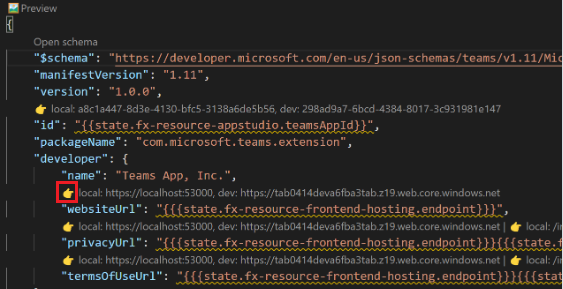 Preview
{
Open schema
"$schema": "https://developer.microsoft.com/en-us/json-schemas/teams/v1.11/Mic
"manifestVersion": "1.11",
"version": "1.0.0",
👉 local: a8c1a447-8d3e-4130-bfc5-3138a6de5b56, dev: 298ad9a7-6bcd-4384-8017-3c931981e147
"id": "{{state.fx-resource-appstudio.teamsAppId}}",
"packageName": "com.microsoft.teams.extension",
"developer": {
"name": "Teams App, Inc.",
👉 local: https://localhost:53000, dev: https://tab0414deva6fba3tab.z19.web.core.windows.net
"websiteUrl": "{{{state.fx-resource-frontend-hosting.endpoint}}}",
👉 local: https://localhost:53000, dev: https://tab0414deva6fba3tab.z19.web.core.windows.net | 👉 local: /in
"privacyUrl": "{{{state.fx-resource-frontend-hosting.endpoint}}}{{{st
👉 local: https://localhost:53000, dev: https://tab0414deva6fba3tab.z19.web.core.windows.net | 👉 local: /in
"termsOfUseUrl": "{{{state.fx-resource-frontend-hosting.endpoint}}}{{{